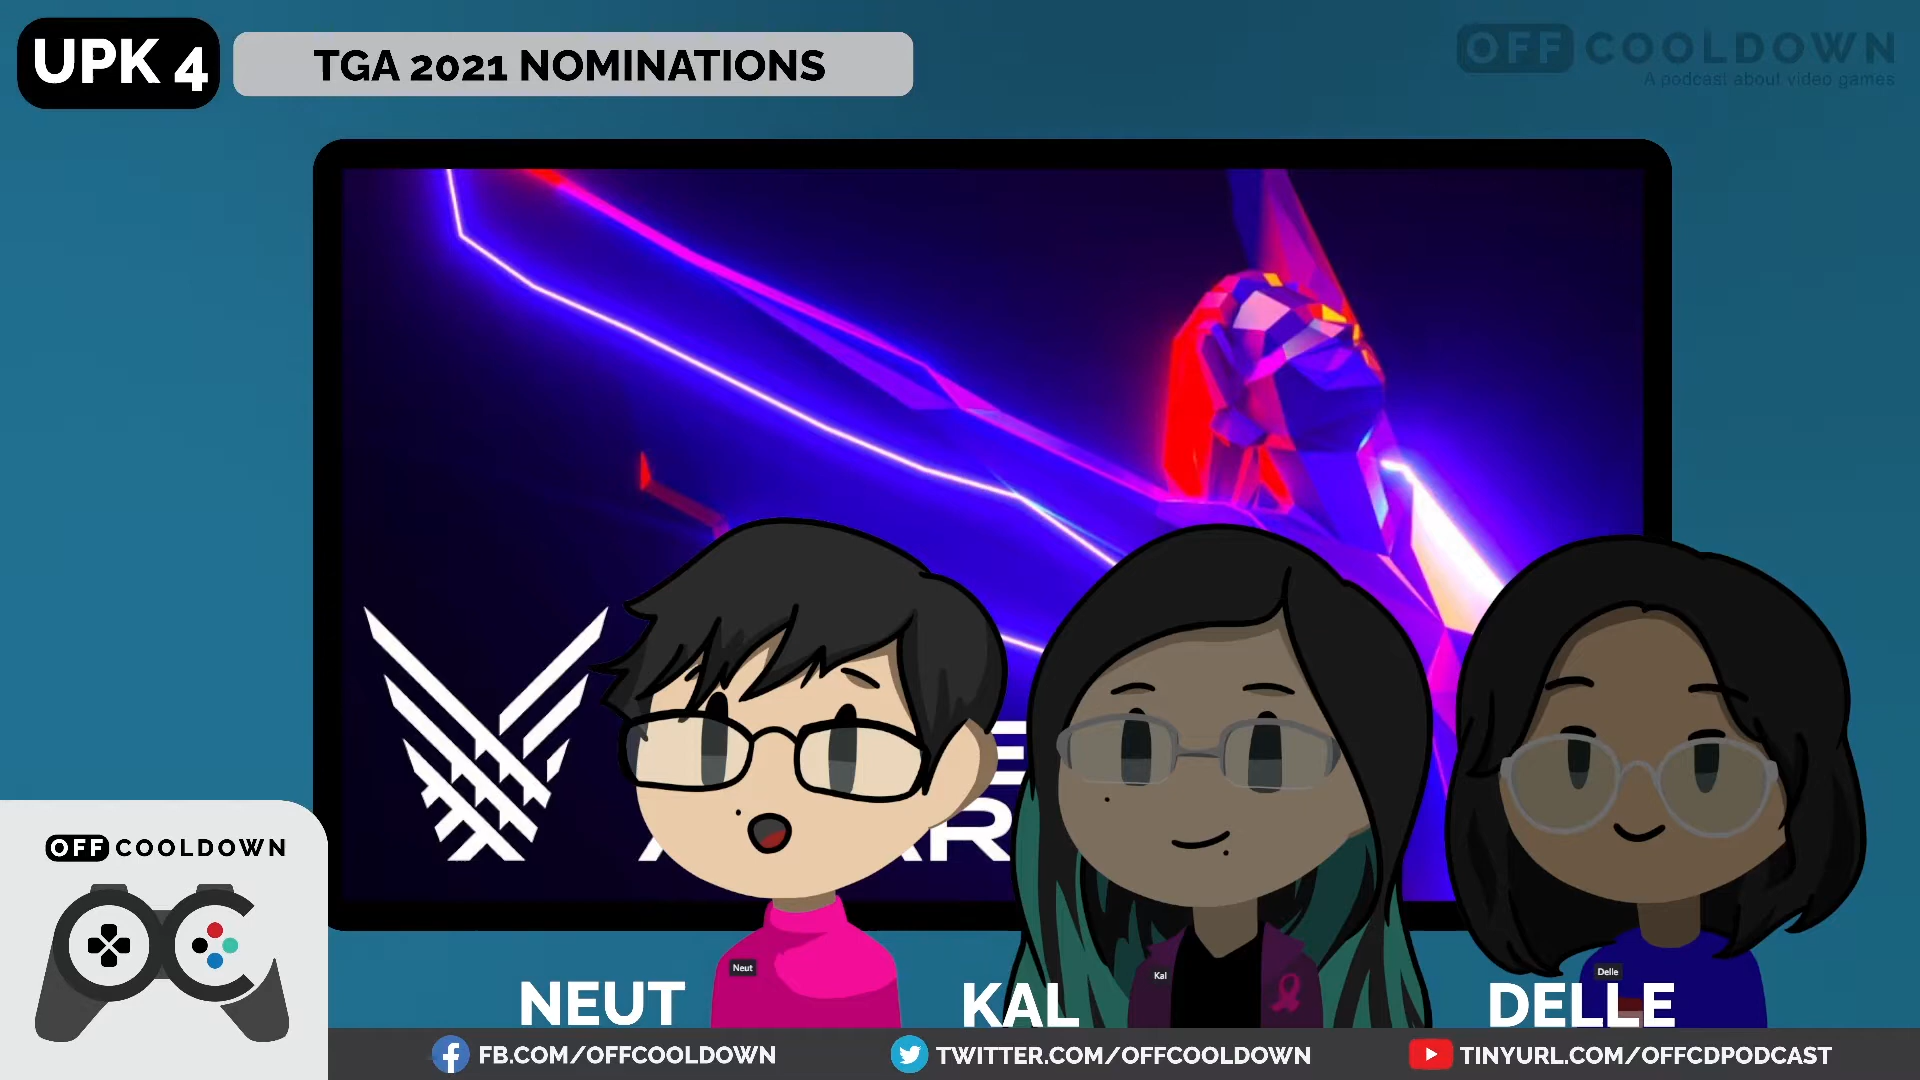 UPK 4
TGA 2021 NOMINATIONS
OFF COOLDOWN
A podcast about video games
OFF COOLDOWN
Neut
Kal
Delle
NEUT
KAL
DELLE
FB.COM/OFFCOOLDOWN
TWITTER.COM/OFFCOOLDOWN
TINYURL.COM/OFFCDPODCAST